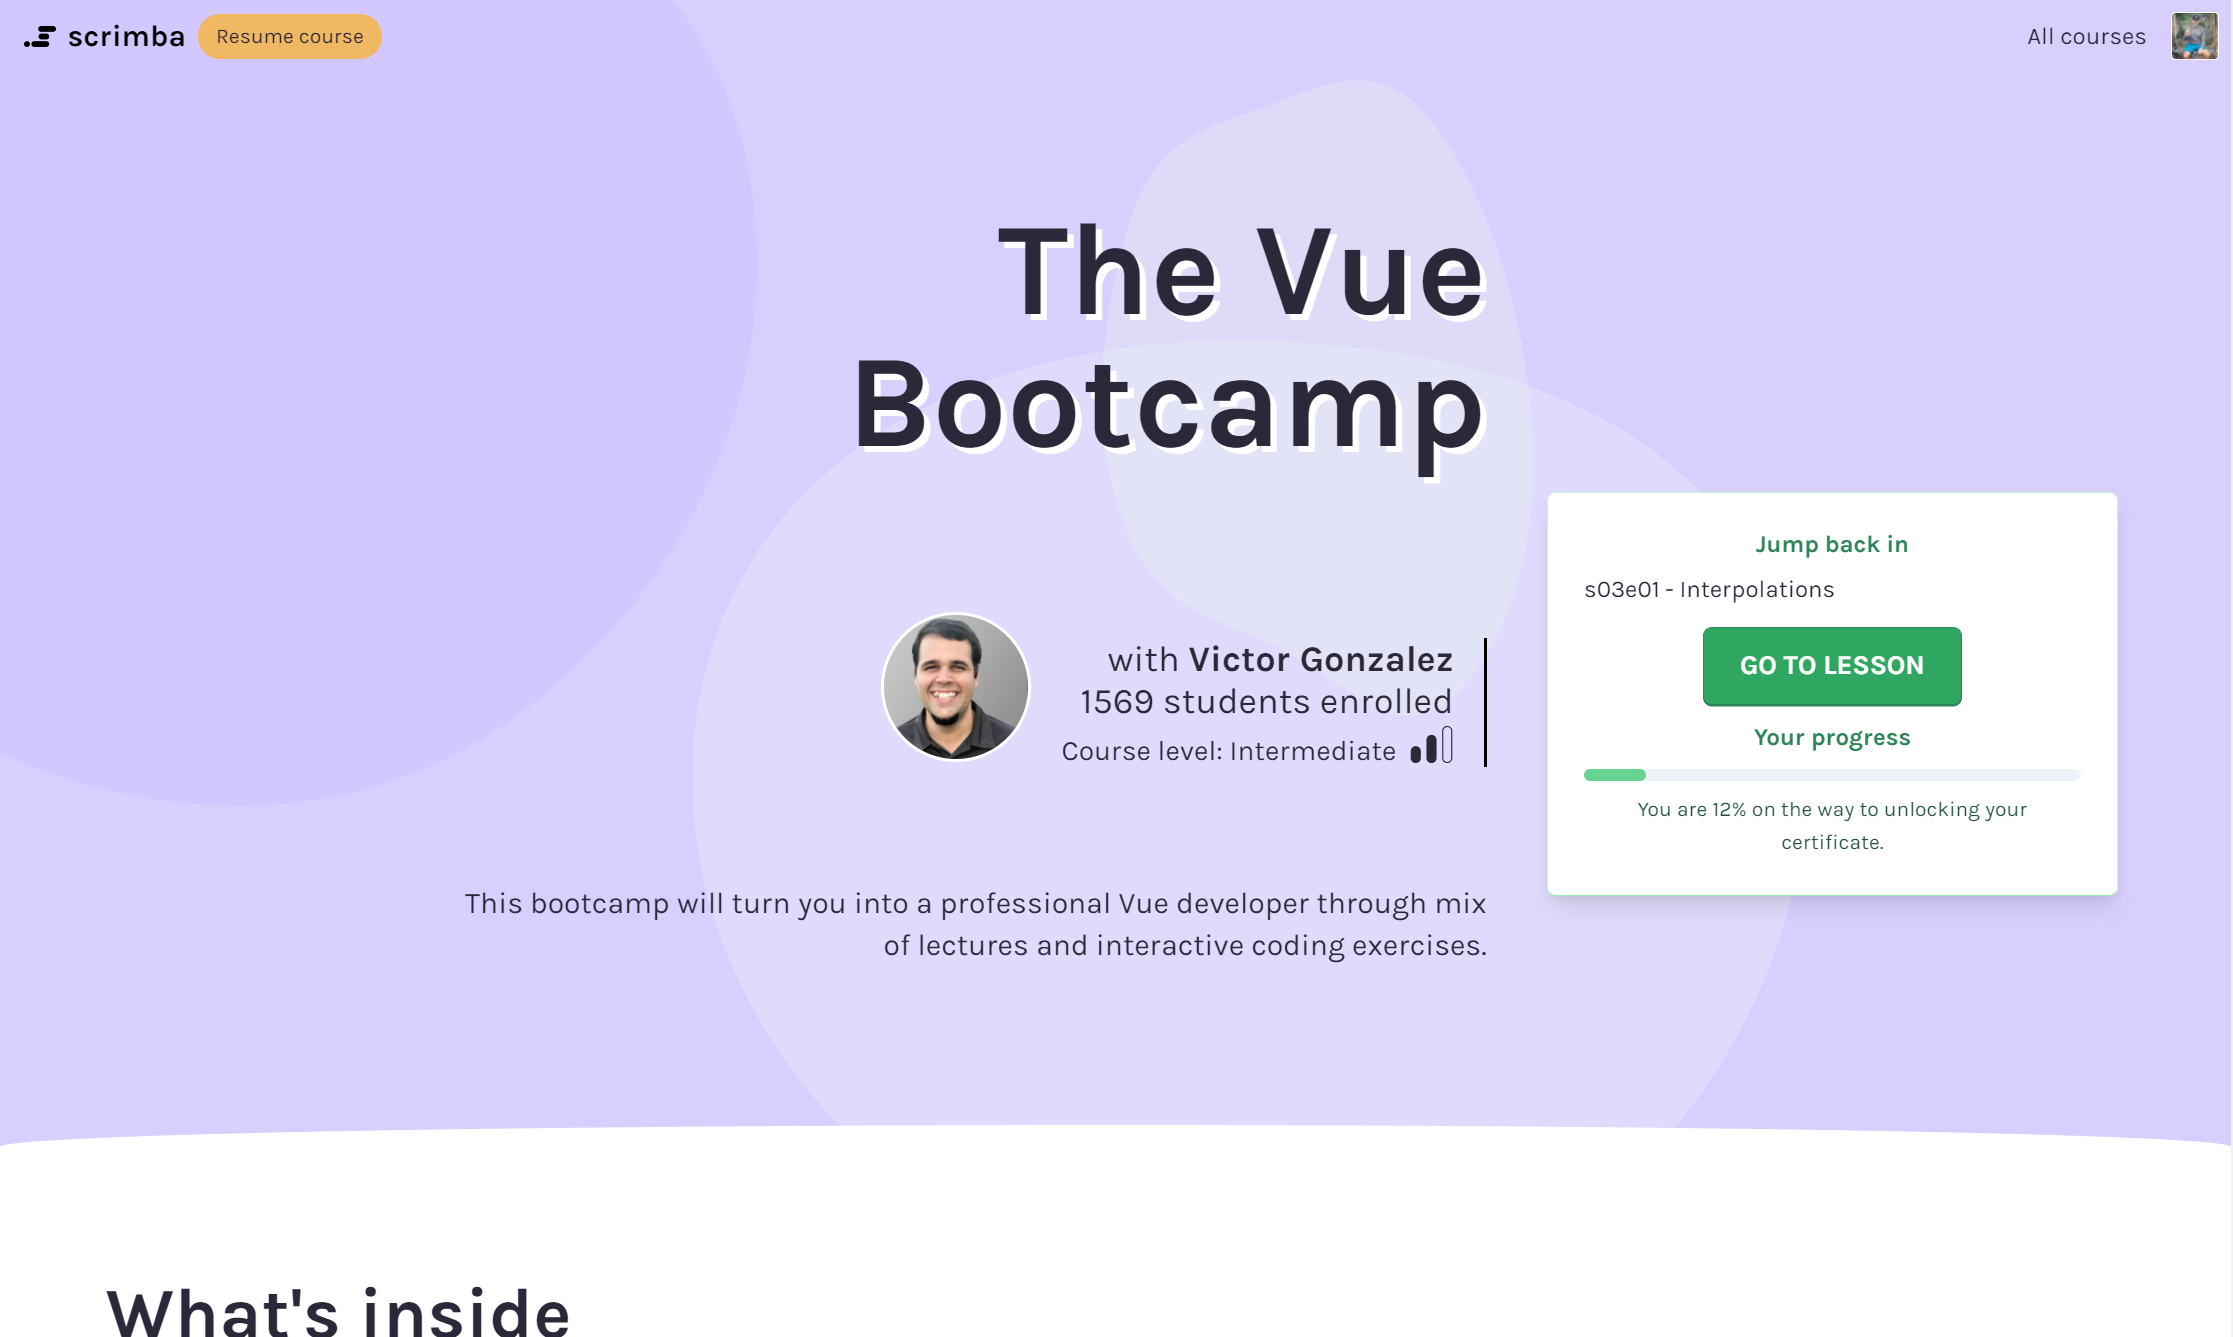 scrimba
Resume course
All courses
The Vue
Bootcamp
with Victor Gonzalez
1569 students enrolled
Course level: Intermediate
This bootcamp will turn you into a professional Vue developer through mix
of lectures and interactive coding exercises.
Jump back in
s03e01 - Interpolations
GO TO LESSON
Your progress
You are 12% on the way to unlocking your
certificate.
What's inside